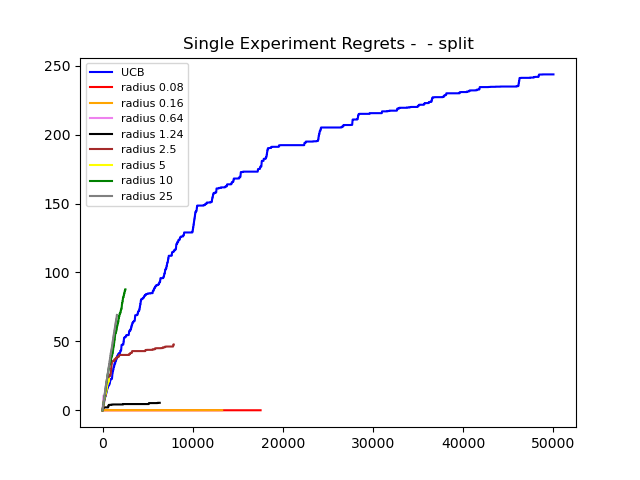 Single Experiment Regrets -  - split
250
200
150
100
50
0
UCB
radius 0.08
radius 0.16
radius 0.64
radius 1.24
radius 2.5
radius 5
radius 10
radius 25
0 10000 20000 30000 40000 50000